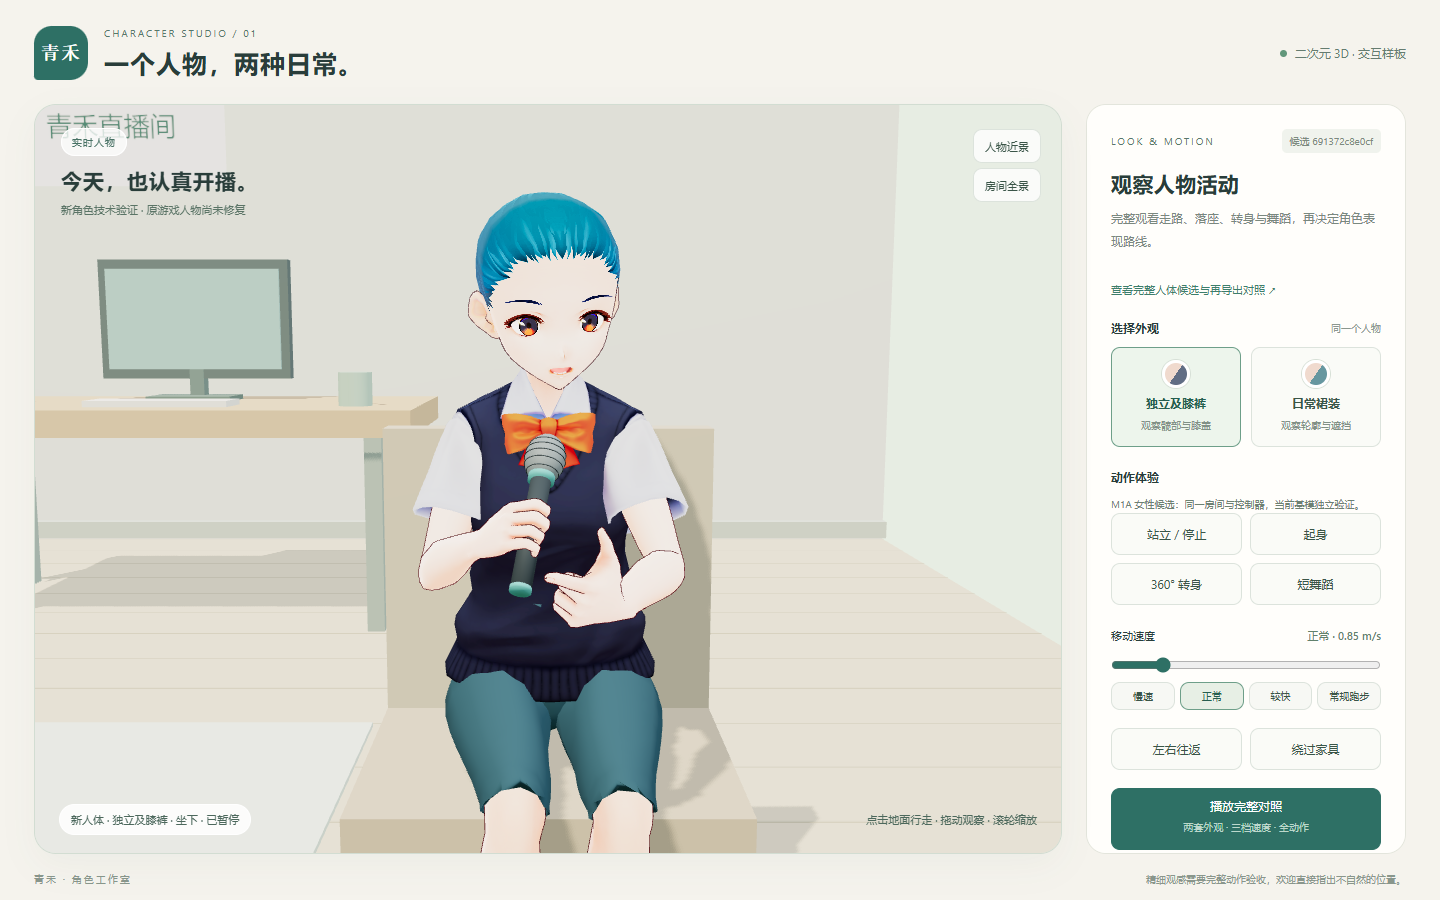 青禾
CHARACTER STUDIO / 01
一个人物，两种日常。
二次元 3D · 交互样板
青禾直播间
实时人物
今天，也认真开播。
新角色技术验证 · 原游戏人物尚未修复
人物近景
房间全景
新人体 · 独立及膝裤 · 坐下 · 已暂停
点击地面行走 · 拖动观察 · 滚轮缩放
LOOK & MOTION
候选 691372c8e0cf
观察人物活动
完整观看走路、落座、转身与舞蹈，再决定角色表
现路线。
查看完整人体候选与再导出对照 ↗
选择外观
同一个人物
独立及膝裤
观察髋部与膝盖
日常裙装
观察轮廓与遮挡
动作体验
M1A 女性候选：同一房间与控制器，当前基模独立验证。
站立 / 停止
起身
360° 转身
短舞蹈
移动速度
正常 · 0.85 m/s
慢速
正常
较快
常规跑步
左右往返
绕过家具
播放完整对照
两套外观 · 三档速度 · 全动作
青禾 · 角色工作室
精细观感需要完整动作验收，欢迎直接指出不自然的位置。